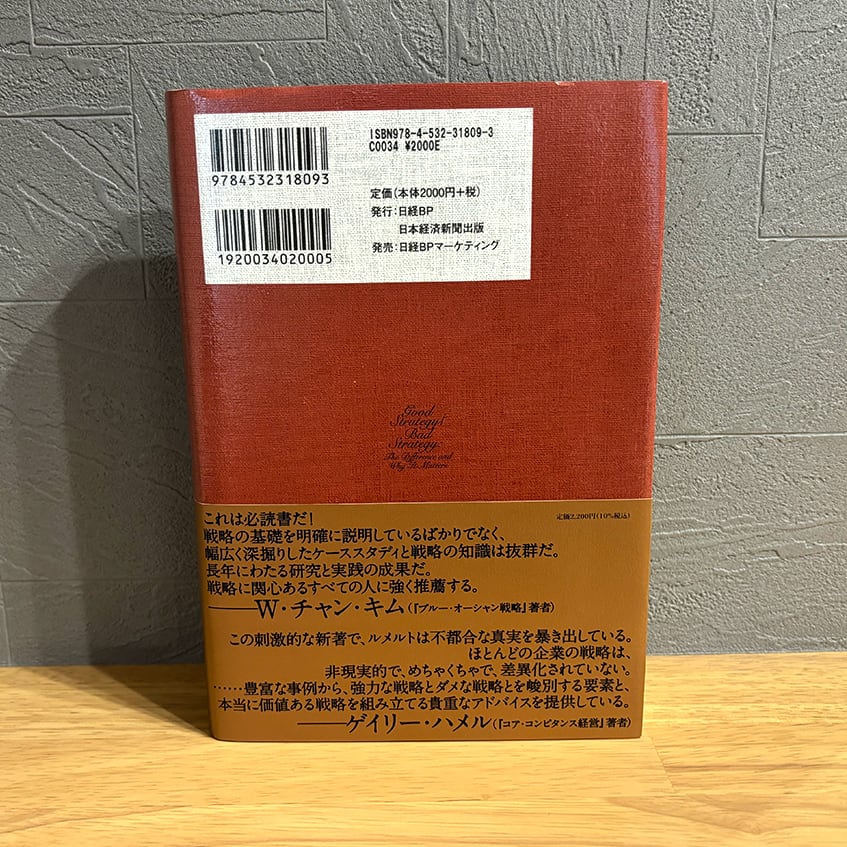 ISBN978-4-532-31809-3
C0034 ¥2000E
9784532318093
定価(本体2000円+税)
発行:日経BP
日本経済新聞出版
発売:日経BPマーケティング
1920034020005
Good
Strategy/
Bad
Strategy:
The Difference and
Why It Matters
定価2,200円(10%税込)
これは必読書だ!
戦略の基礎を明確に説明しているばかりでなく、
幅広く深掘りしたケーススタディと戦略の知識は抜群だ。
長年にわたる研究と実践の成果だ。
戦略に関心あるすべての人に強く推薦する。
——W・チャン・キム(『ブルー・オーシャン戦略』著者)
この刺激的な新著で、ルメルトは不都合な真実を暴き出している。
ほとんどの企業の戦略は、
非現実的で、めちゃくちゃで、差異化されていない。
……豊富な事例から、強力な戦略とダメな戦略とを峻別する要素と、
本当に価値ある戦略を組み立てる貴重なアドバイスを提供している。
——ゲイリー・ハメル(『コア・コンピタンス経営』著者)